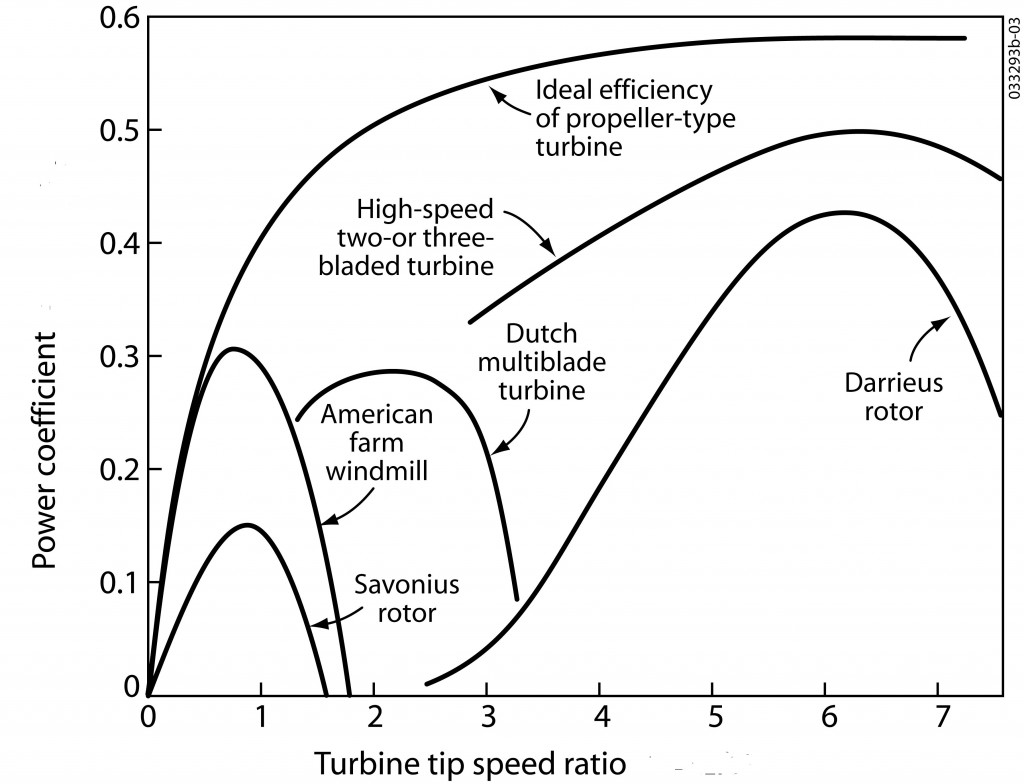 0.6
0.5
0.4
0.3
0.2
0.1
0
0
1
2
3
4
5
6
7
Power coefficient
Turbine tip speed ratio
Ideal efficiency
of propeller-type
turbine
High-speed
two-or three-
bladed turbine
Dutch
multiblade
turbine
American
farm
windmill
Savonius
rotor
Darrieus
rotor
033293b-03